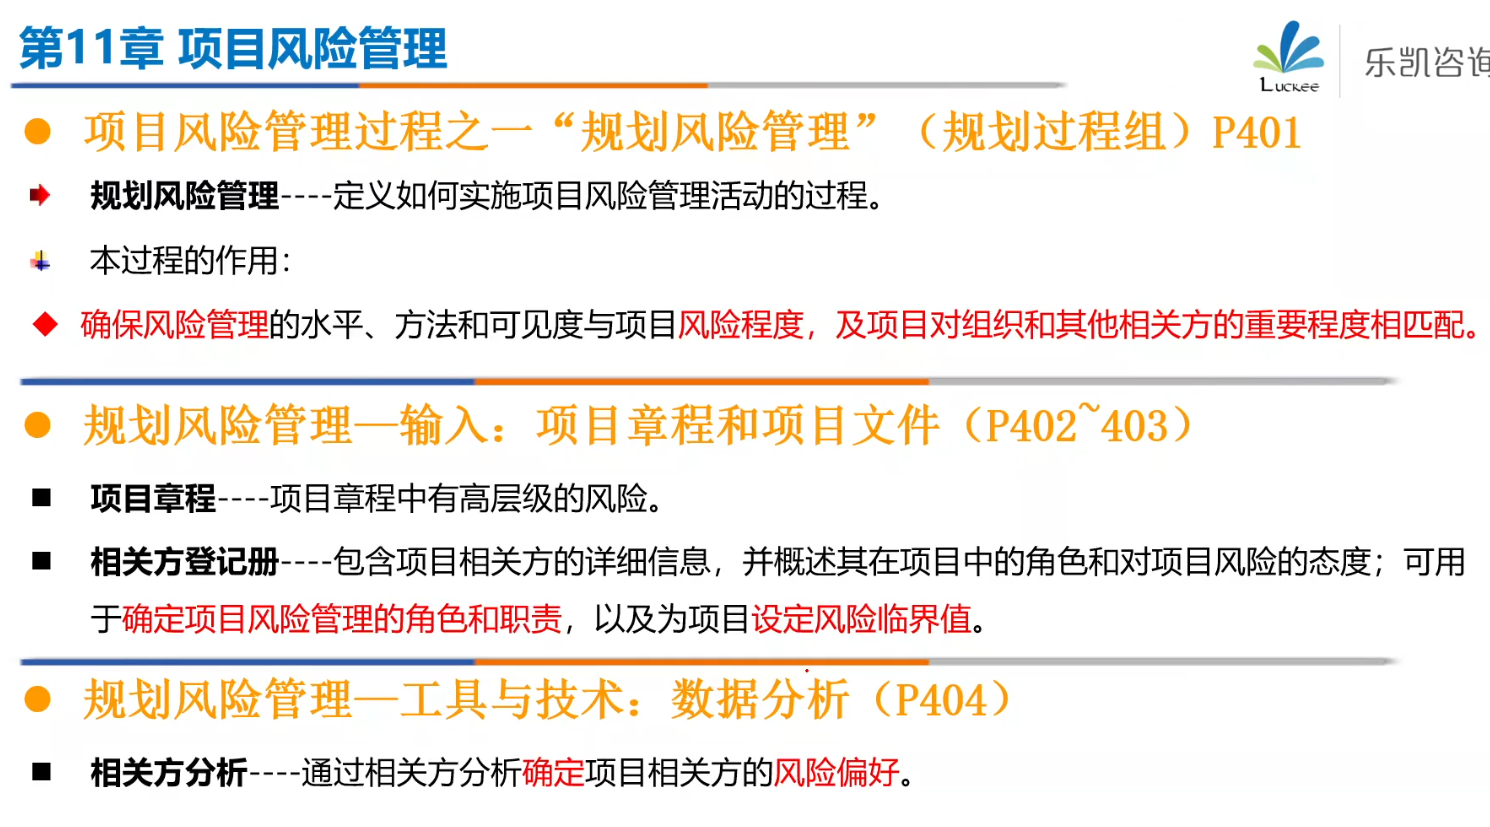 第11章 项目风险管理
Luckee
乐凯咨询
项目风险管理过程之一“规划风险管理”（规划过程组）P401
规划风险管理----定义如何实施项目风险管理活动的过程。
本过程的作用：
确保风险管理的水平、方法和可见度与项目风险程度，及项目对组织和其他相关方的重要程度相匹配。
规划风险管理—输入：项目章程和项目文件（P402~403）
项目章程----项目章程中有高层级的风险。
相关方登记册----包含项目相关方的详细信息，并概述其在项目中的角色和对项目风险的态度；可用
于确定项目风险管理的角色和职责，以及为项目设定风险临界值。
规划风险管理—工具与技术：数据分析（P404）
相关方分析----通过相关方分析确定项目相关方的风险偏好。